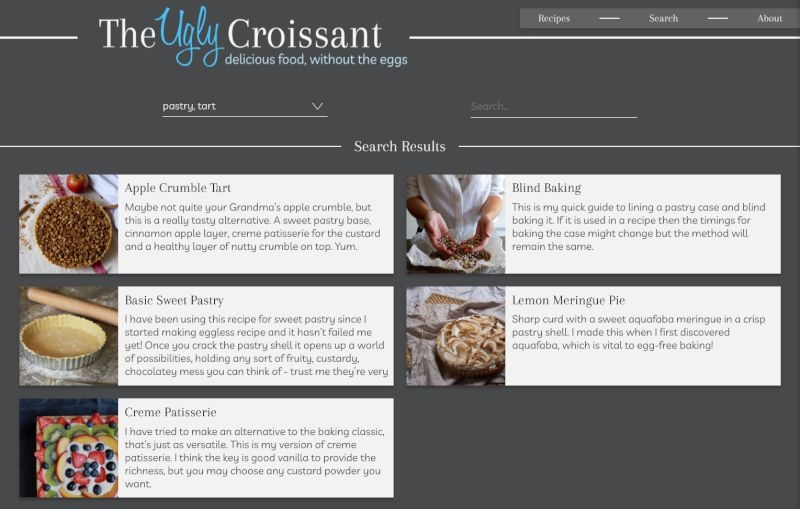 The Ugly Croissant
delicious food, without the eggs
Recipes
Search
About
pastry, tart
Search...
Search Results
Apple Crumble Tart
Maybe not quite your Grandma's apple crumble, but
this is a really tasty alternative. A sweet pastry base,
cinnamon apple layer, creme patisserie for the custard
and a healthy layer of nutty crumble on top. Yum.
Blind Baking
This is my quick guide to lining a pastry case and blind
baking it. If it is used in a recipe then the timings for
baking the case might change but the method will
remain the same.
Basic Sweet Pastry
I have been using this recipe for sweet pastry since I
started making eggless recipe and it hasn't failed me
yet! Once you crack the pastry shell it opens up a world
of possibilities, holding any sort of fruity, custardy,
chocolatey mess you can think of - trust me they're very
Lemon Meringue Pie
Sharp curd with a sweet aquafaba meringue in a crisp
pastry shell. I made this when I first discovered
aquafaba, which is vital to egg-free baking!
Creme Patisserie
I have tried to make an alternative to the baking classic,
that's just as versatile. This is my version of creme
patisserie. I think the key is good vanilla to provide the
richness, but you may choose any custard powder you
want.